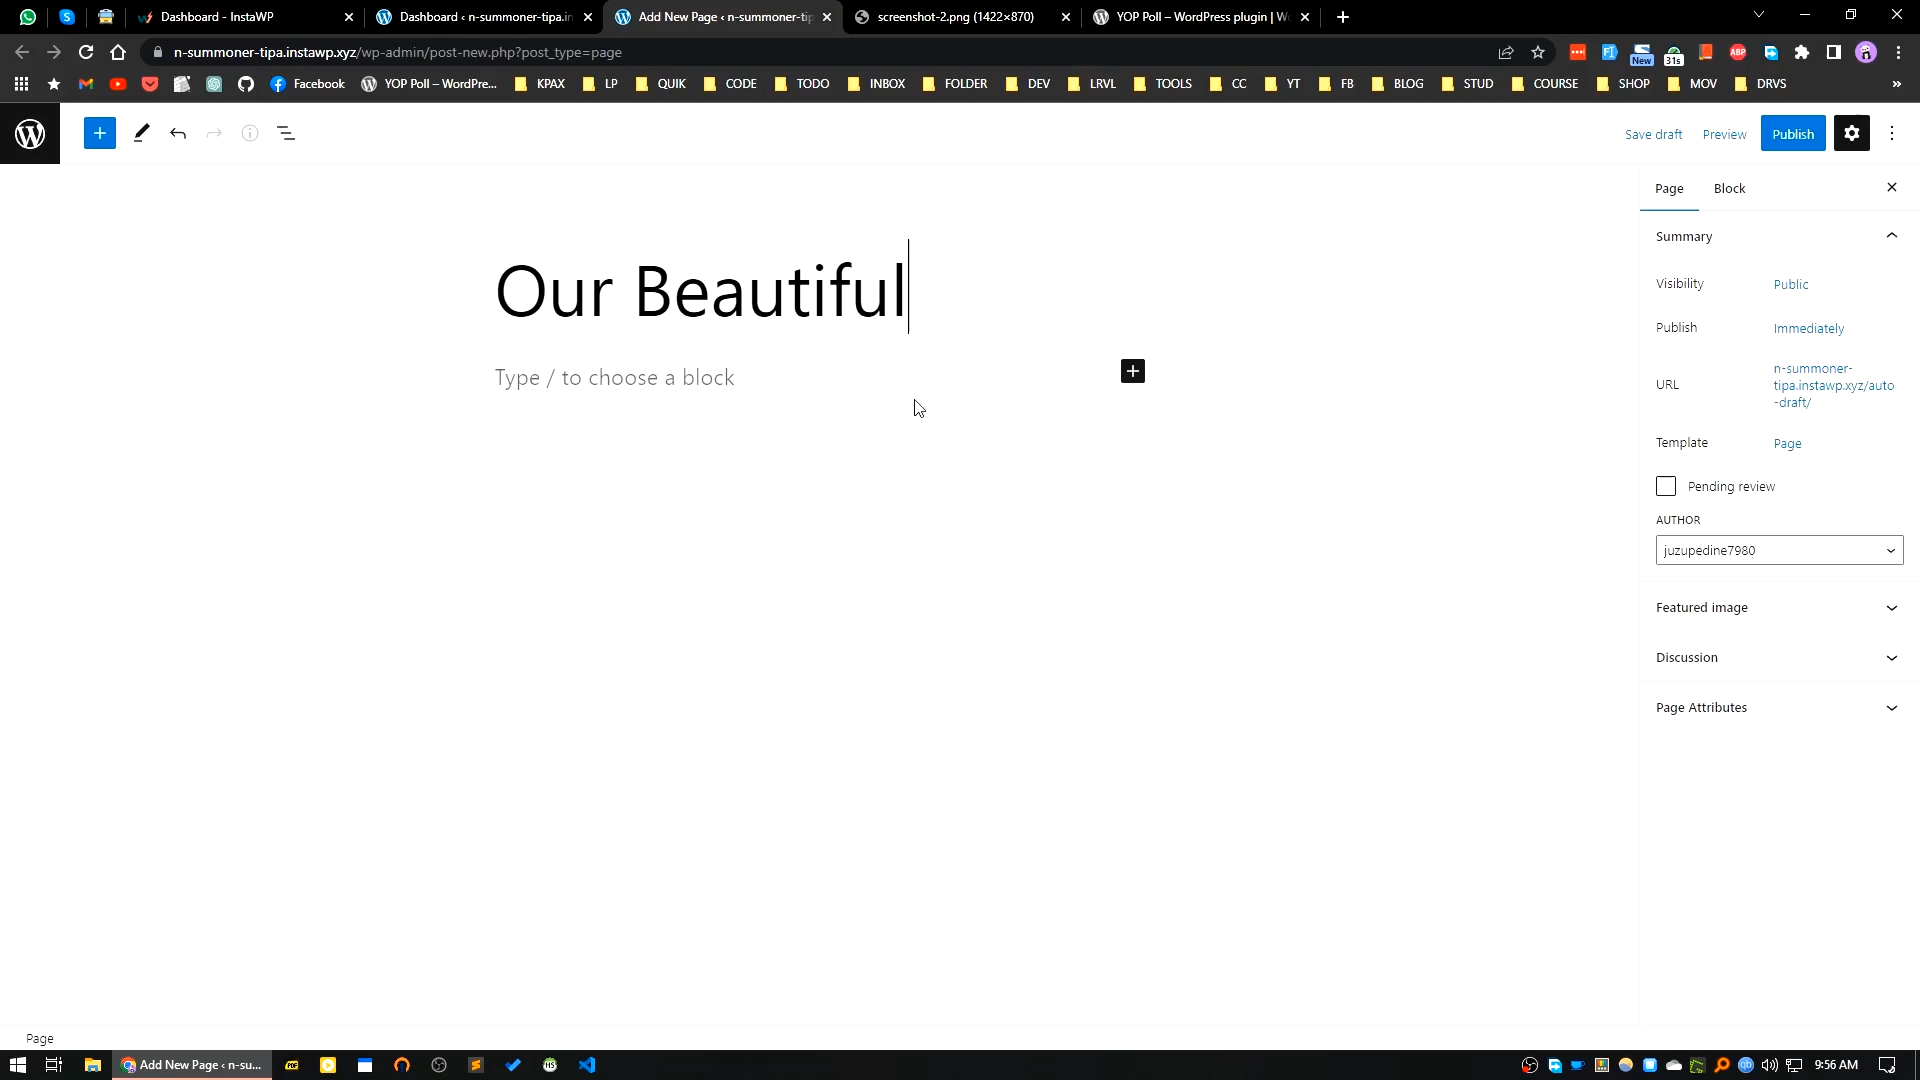 Dashboard - InstaWP
Dashboard ‹ n-summoner-tipa.in
Add New Page ‹ n-summoner-tip
screenshot-2.png (1422×870)
YOP Poll – WordPress plugin | W
n-summoner-tipa.instawp.xyz/wp-admin/post-new.php?post_type=page
New
31s
ABP
Facebook
YOP Poll – WordPre...
KPAX
LP
QUIK
CODE
TODO
INBOX
FOLDER
DEV
LRVL
TOOLS
CC
YT
FB
BLOG
STUD
COURSE
SHOP
MOV
DRVS
»
Save draft
Preview
Publish
Page
Block
Our Beautiful
Type / to choose a block
Summary
Visibility
Public
Publish
Immediately
URL
n-summoner-
tipa.instawp.xyz/auto
-draft/
Template
Page
Pending review
AUTHOR
juzupedine7980
Featured image
Discussion
Page Attributes
Page
Add New Page ‹ n-su...
9:56 AM